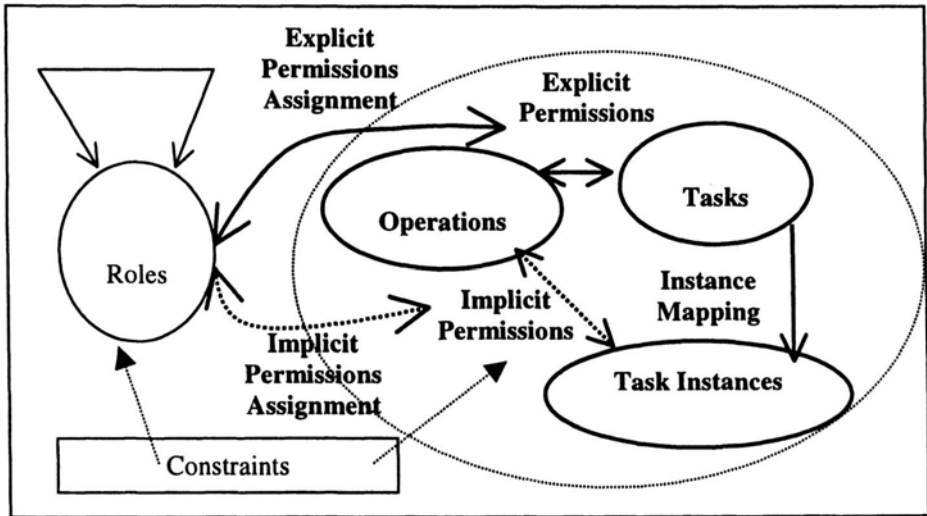 Explicit
Permissions
Assignment
Explicit
Permissions
Tasks
Operations
Roles
Instance
Mapping
Implicit
Permissions
Implicit
Permissions
Assignment
Task Instances
Constraints